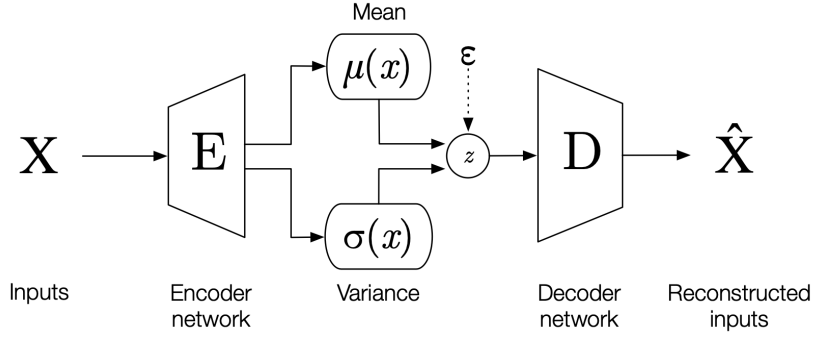 Mean
μ(x)
ε
X
E
z
D
X̂
σ(x)
Inputs
Encoder
network
Variance
Decoder
network
Reconstructed
inputs